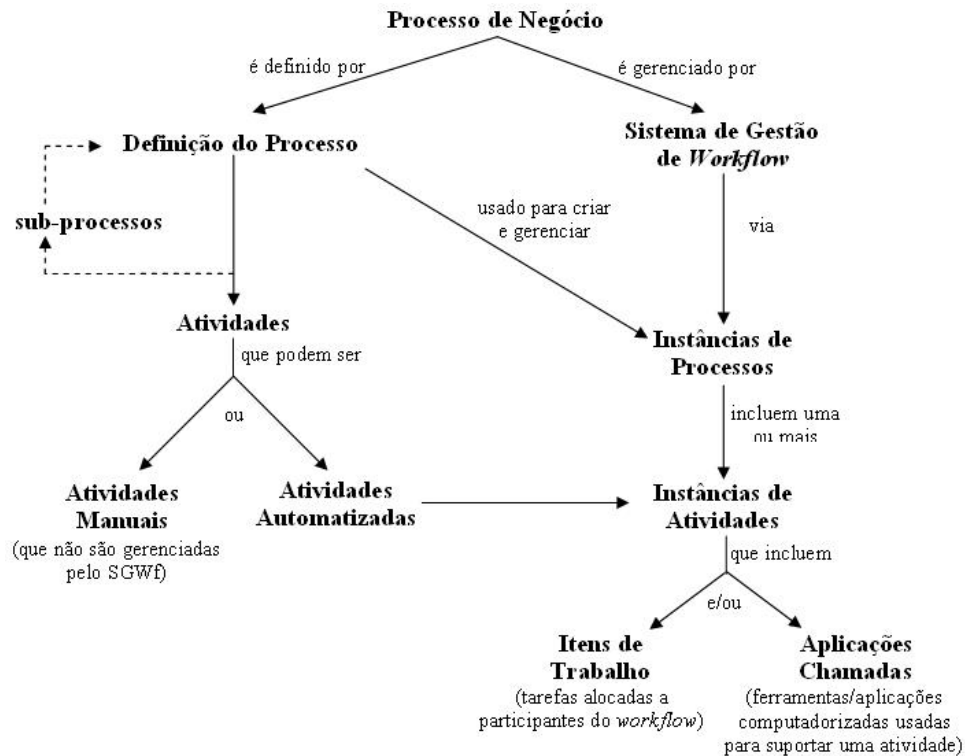 Processo de Negócio
é definido por
é gerenciado por
Definição do Processo
Sistema de Gestão
de Workflow
sub-processos
usado para criar
e gerenciar
via
Atividades
que podem ser
Instâncias de
Processos
ou
incluem uma
ou mais
Atividades
Manuais
(que não são gerenciadas
pelo SGWf)
Atividades
Automatizadas
Instâncias de
Atividades
que incluem
e/ou
Itens de
Trabalho
(tarefas alocadas a
participantes do workflow)
Aplicações
Chamadas
(ferramentas/aplicações
computadorizadas usadas
para suportar uma atividade)